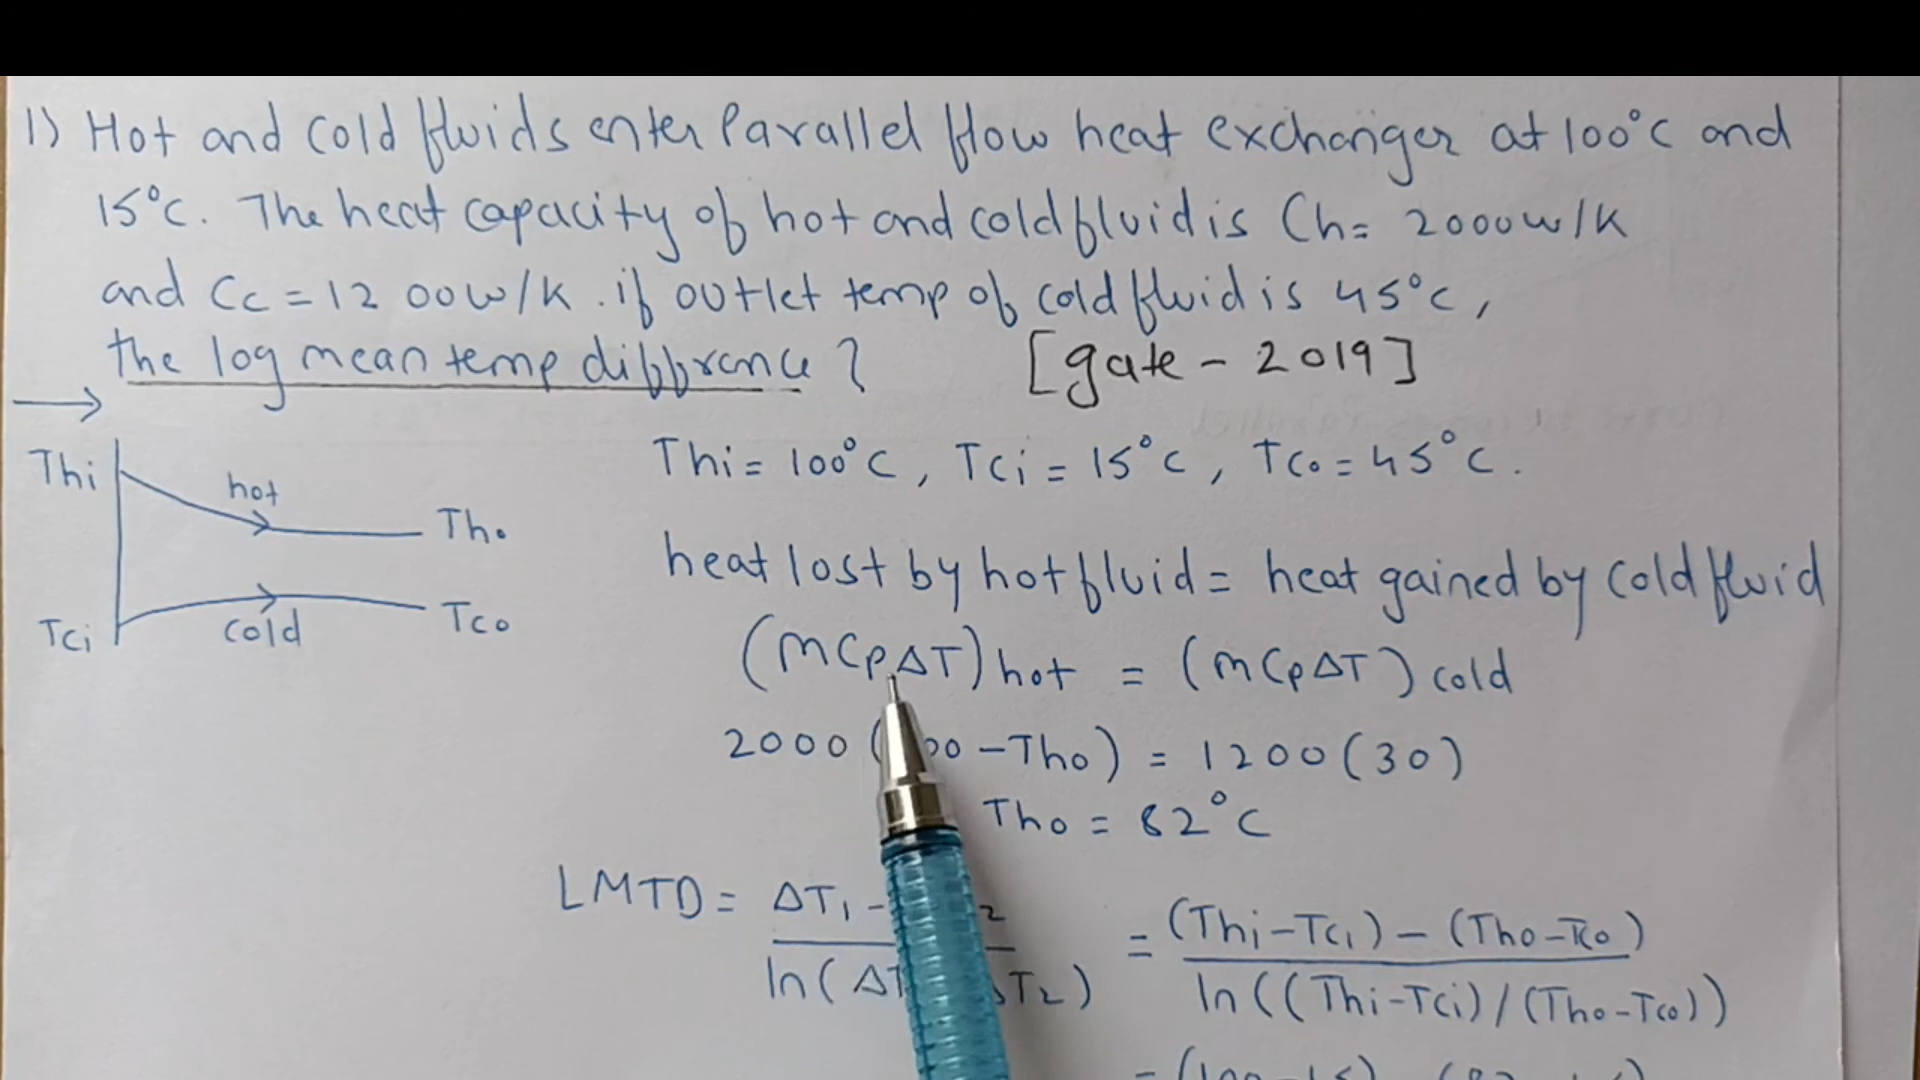 1) Hot and cold fluids enter Parallel flow heat exchanger at 100°C and
15°C. The heat capacity of hot and cold fluid is Ch= 2000w/K
and Cc = 1200w/K. if outlet temp of cold fluid is 45°C,
the log mean temp diffrence ? [gate - 2019]
Thi = 100°C, Tci = 15°C, Tco = 45°C.
Thi
hot
Tho
Tci
cold
Tco
heat lost by hot fluid = heat gained by cold fluid
(mCpΔT)hot = (mCpΔT)cold
2000( -Tho) = 1200(30)
Tho = 82°C
LMTD = ΔT1 - 2 = (Thi-Tci) - (Tho-Tco)
ln(ΔT T2) ln((Thi-Tci)/(Tho-Tco))